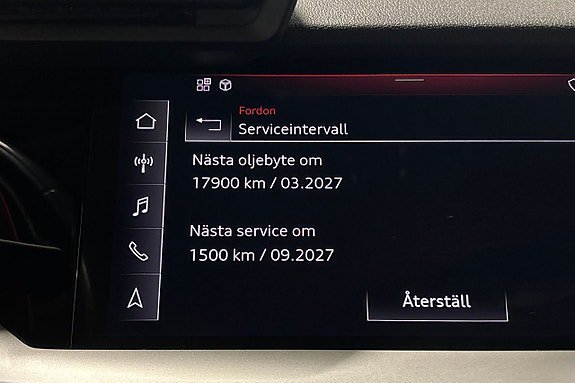 Fordon
Serviceintervall
Nästa oljebyte om
17900 km / 03.2027
Nästa service om
1500 km / 09.2027
Återställ